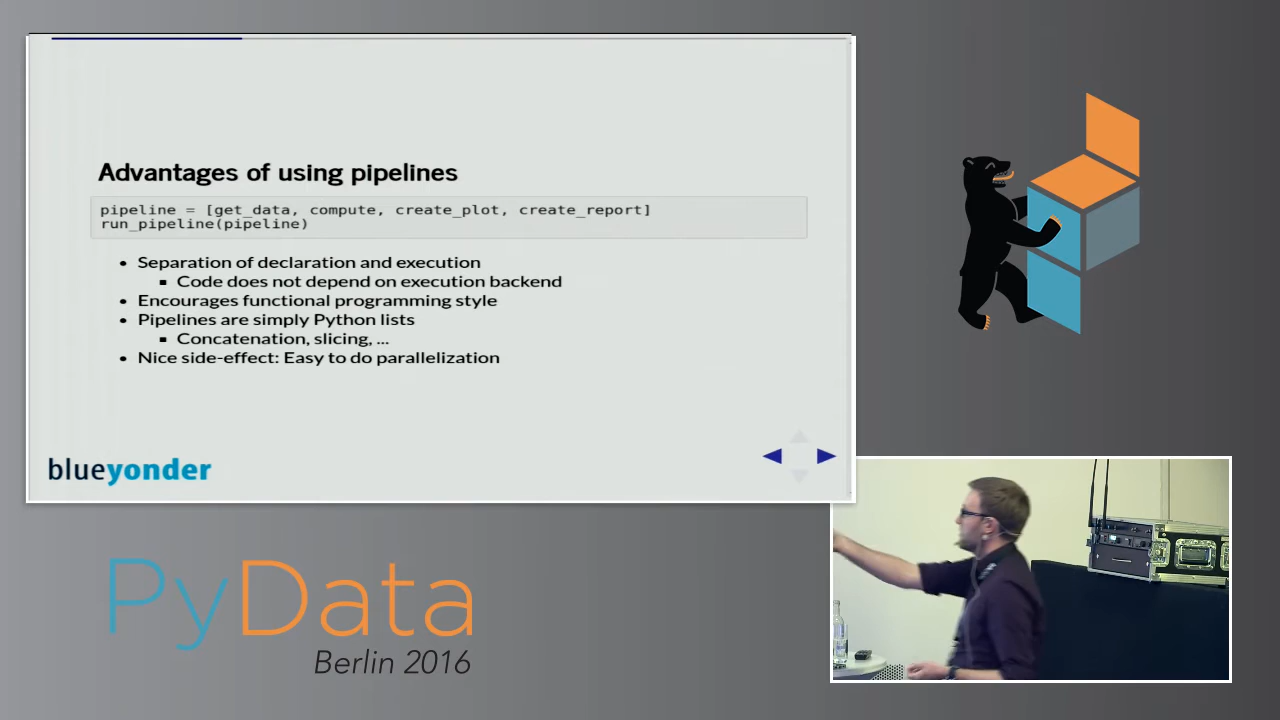 Advantages of using pipelines
pipeline = [get_data, compute, create_plot, create_report]
run_pipeline(pipeline)
• Separation of declaration and execution
▪ Code does not depend on execution backend
• Encourages functional programming style
• Pipelines are simply Python lists
▪ Concatenation, slicing, ...
• Nice side-effect: Easy to do parallelization
blueyonder
PyData
Berlin 2016